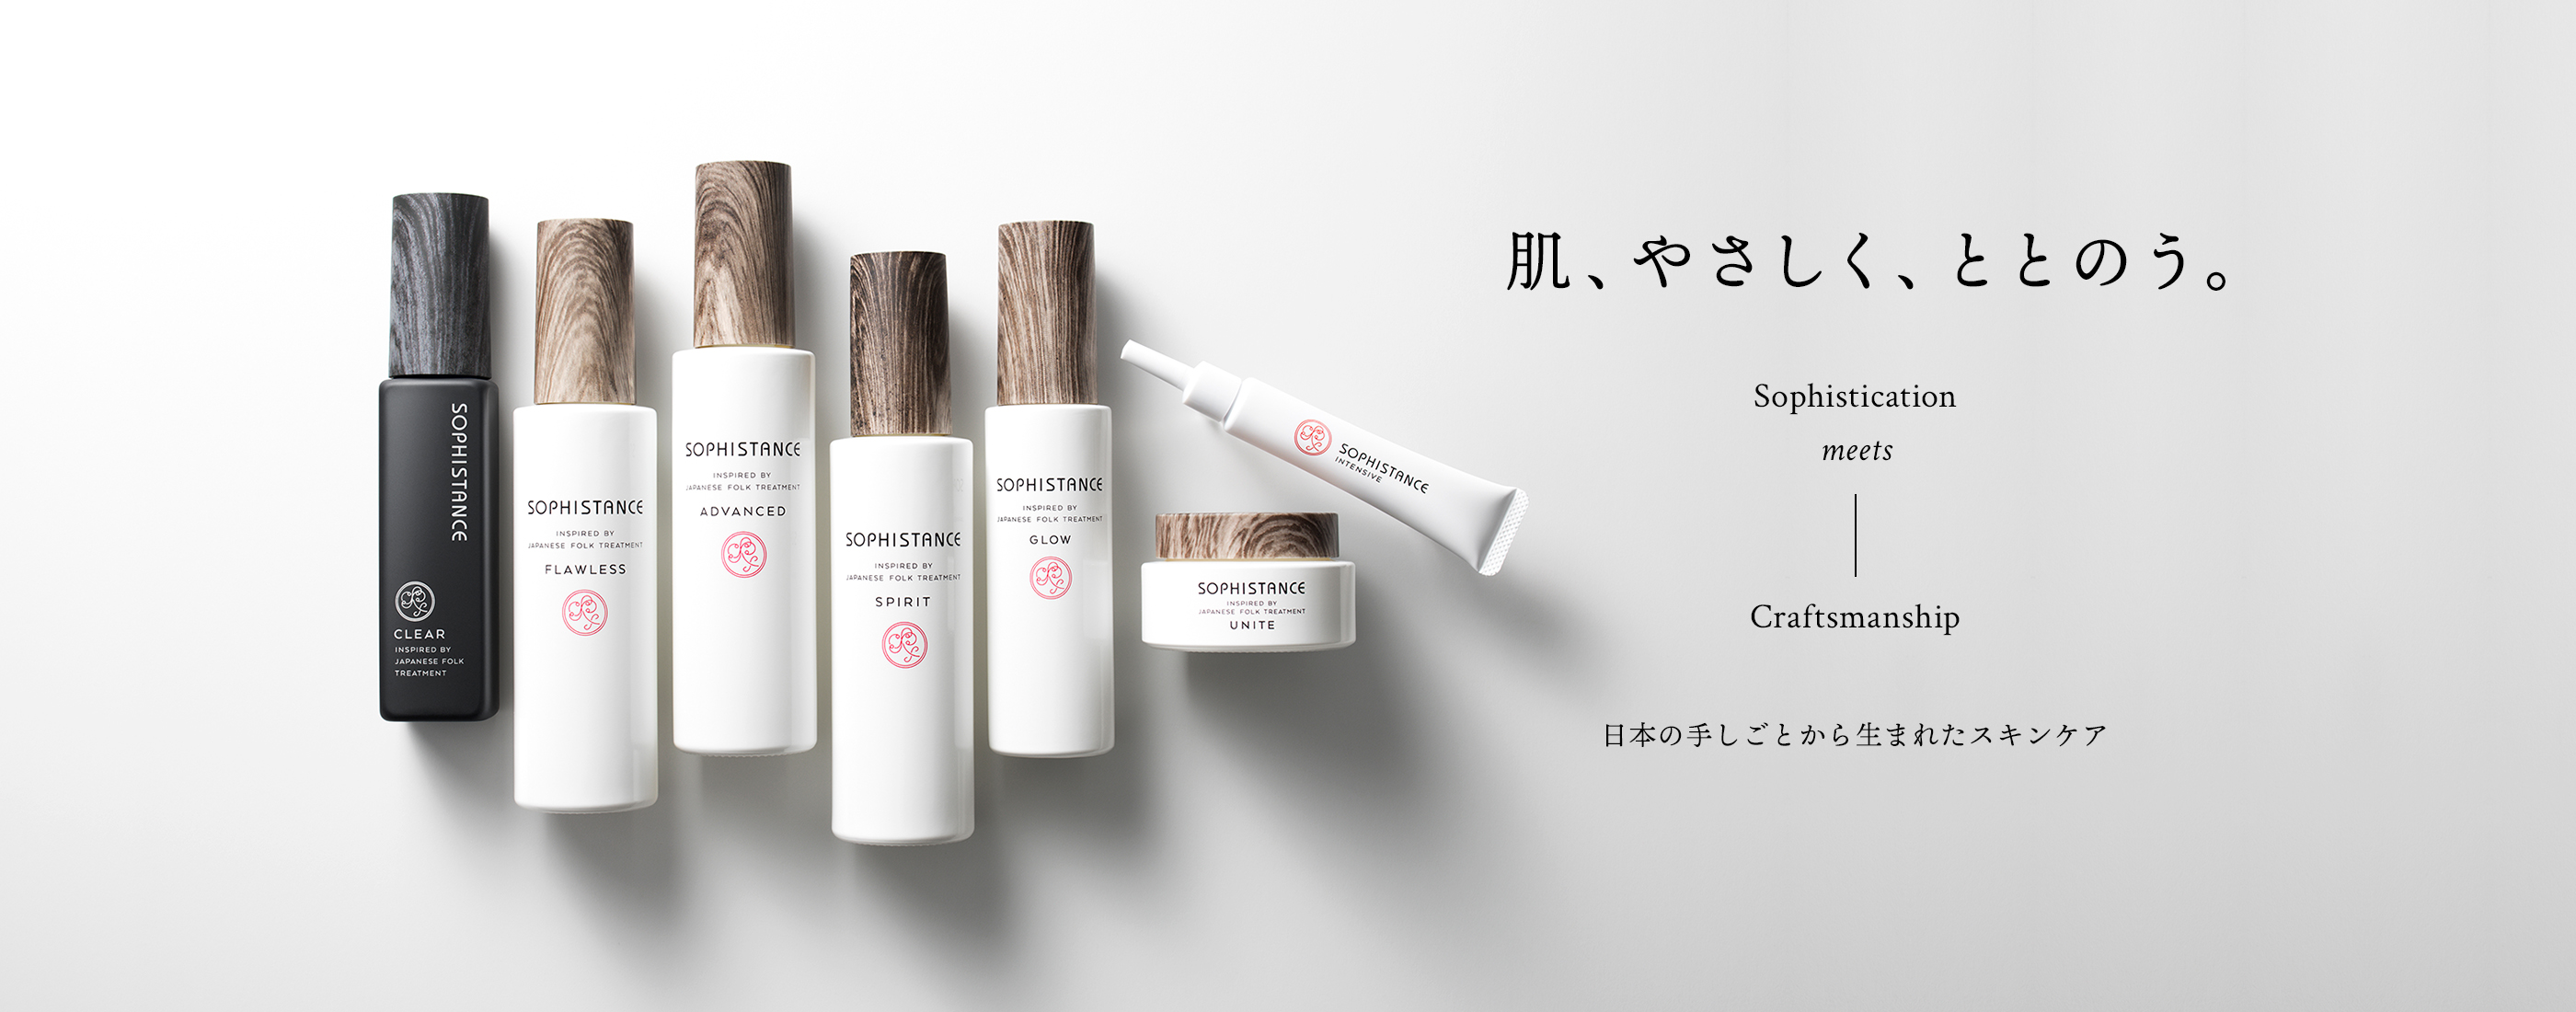 SOPHISTANCE
CLEAR
INSPIRED BY
JAPANESE FOLK
TREATMENT
SOPHISTANCE
INSPIRED BY
JAPANESE FOLK TREATMENT
FLAWLESS
SOPHISTANCE
INSPIRED BY
JAPANESE FOLK TREATMENT
ADVANCED
SOPHISTANCE
INSPIRED BY
JAPANESE FOLK TREATMENT
SPIRIT
SOPHISTANCE
INSPIRED BY
JAPANESE FOLK TREATMENT
GLOW
SOPHISTANCE
INTENSIVE
SOPHISTANCE
INSPIRED BY
JAPANESE FOLK TREATMENT
UNITE
肌、やさしく、ととのう。
Sophistication
meets
Craftsmanship
日本の手しごとから生まれたスキンケア